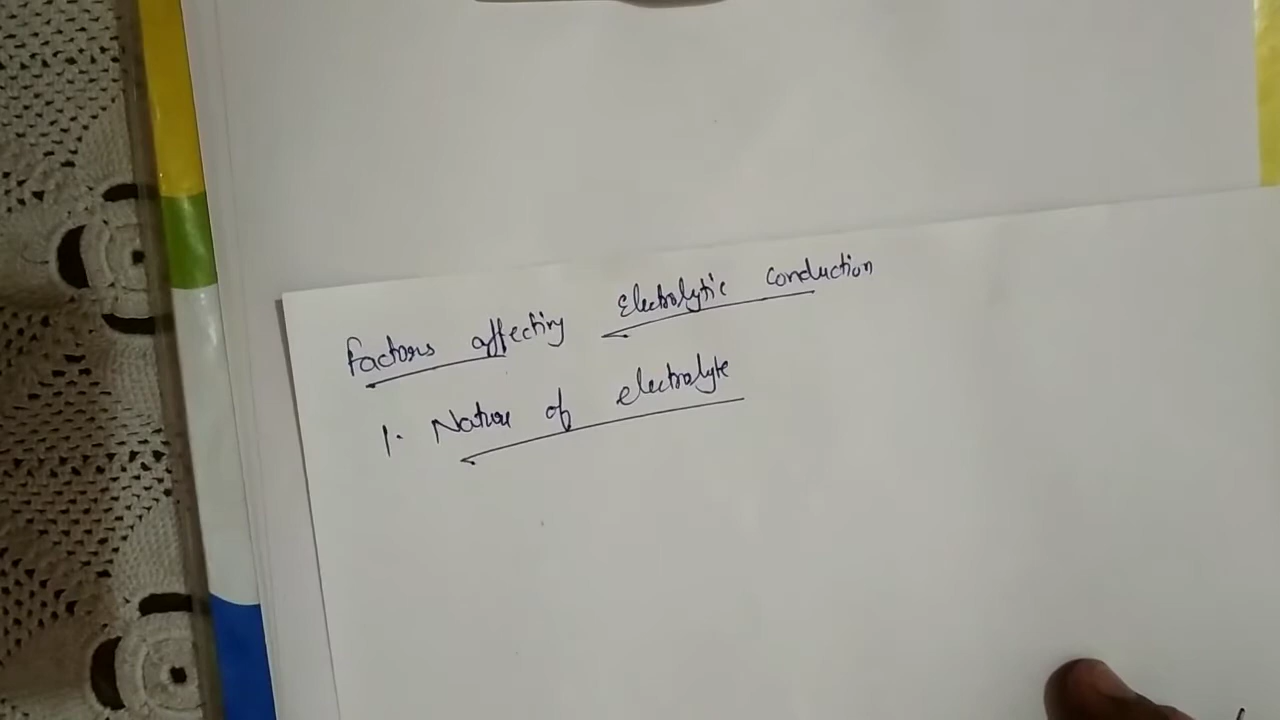 Factors affecting Electrolytic conduction
1. Nature of electrolyte